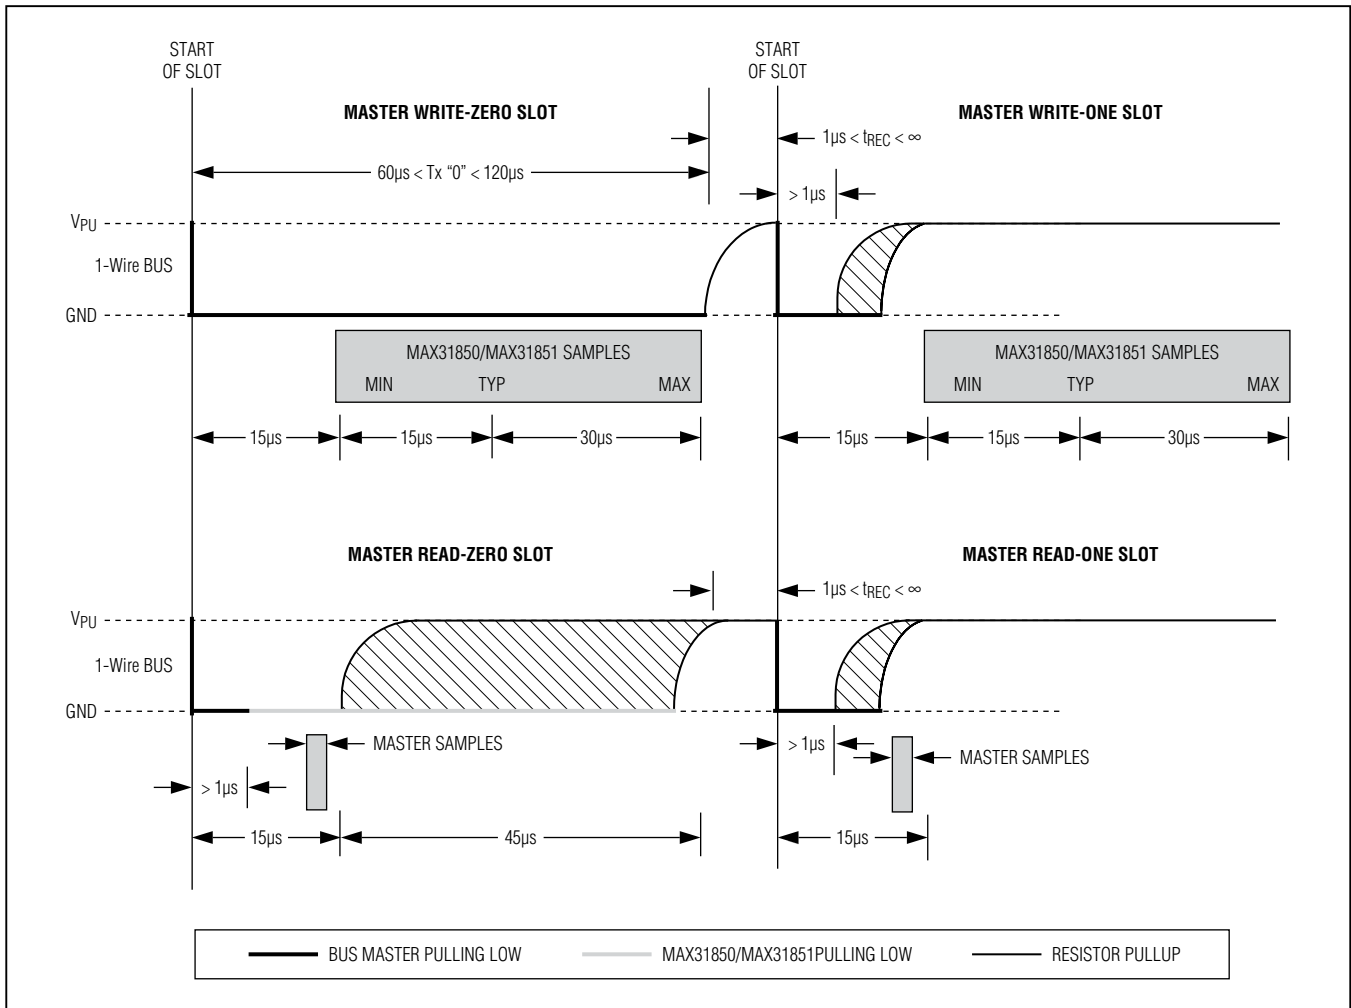 START
OF SLOT
START
OF SLOT
MASTER WRITE-ZERO SLOT
MASTER WRITE-ONE SLOT
1µs < tREC < ∞
60µs < Tx “0” < 120µs
> 1µs
VPU
1-Wire BUS
GND
MAX31850/MAX31851 SAMPLES
MIN TYP MAX
MAX31850/MAX31851 SAMPLES
MIN TYP MAX
15µs 15µs 30µs
15µs 15µs 30µs
MASTER READ-ZERO SLOT
MASTER READ-ONE SLOT
1µs < tREC < ∞
VPU
1-Wire BUS
GND
MASTER SAMPLES
> 1µs
MASTER SAMPLES
> 1µs
15µs 45µs
15µs
BUS MASTER PULLING LOW
MAX31850/MAX31851PULLING LOW
RESISTOR PULLUP